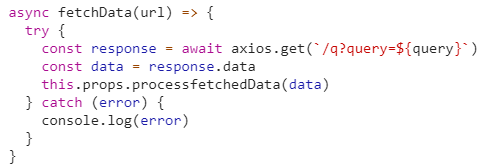 async fetchData(url) => {
  try {
    const response = await axios.get(`/q?query=${query}`)
    const data = response.data
    this.props.processfetchedData(data)
  } catch (error) {
    console.log(error)
  }
}